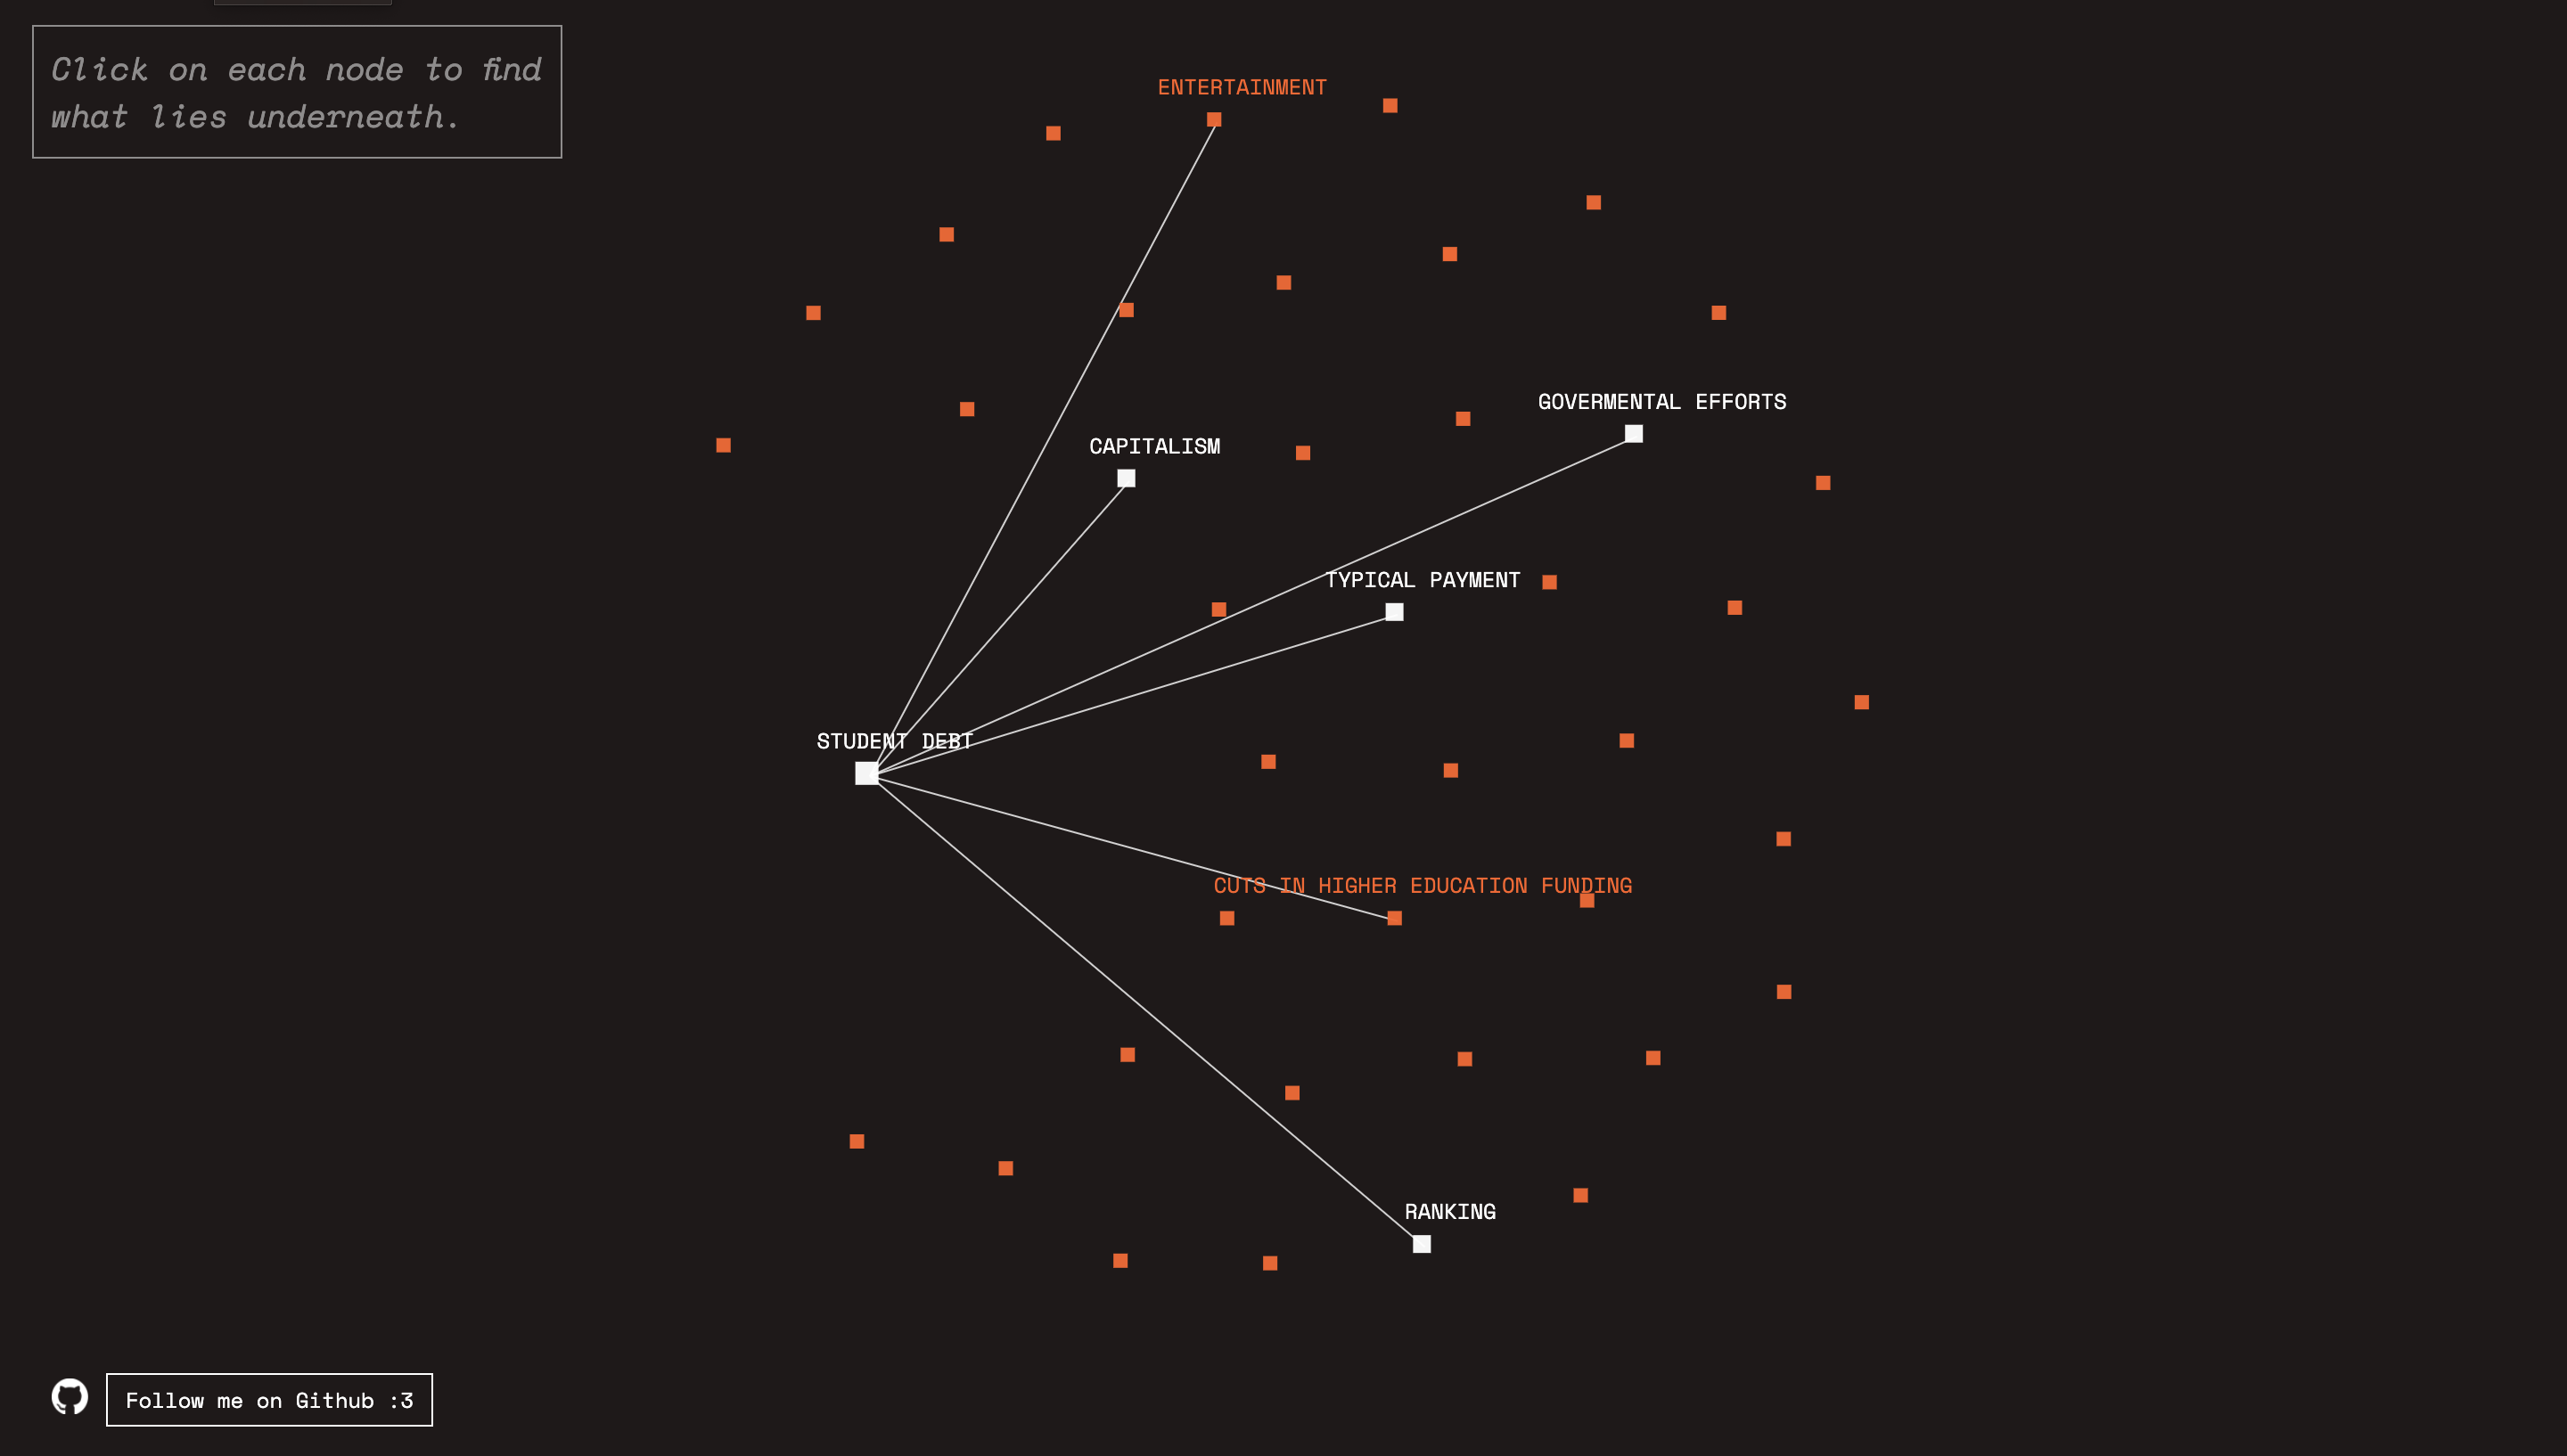 Click on each node to find
what lies underneath.
ENTERTAINMENT
GOVERMENTAL EFFORTS
CAPITALISM
TYPICAL PAYMENT
STUDENT DEBT
CUTS IN HIGHER EDUCATION FUNDING
RANKING
Follow me on Github :3